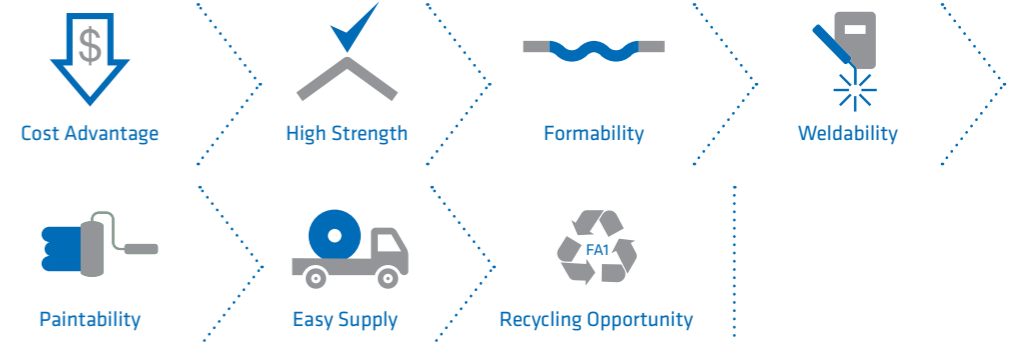 $
Cost Advantage
High Strength
Formability
Weldability
FA1
Paintability
Easy Supply
Recycling Opportunity